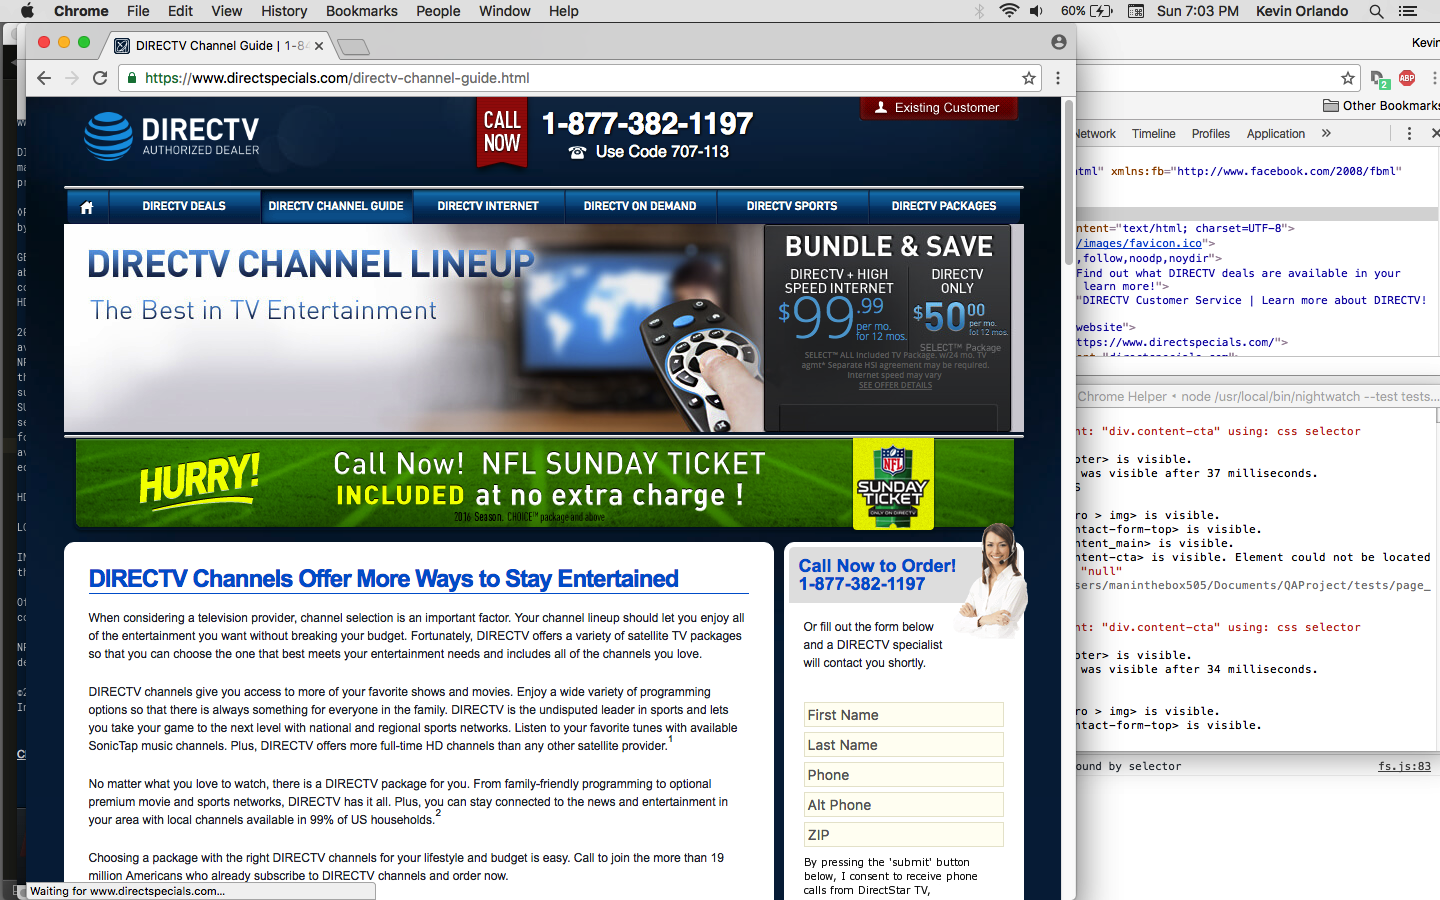 Chrome File Edit View History Bookmarks People Window Help 60% Sun 7:03 PM Kevin Orlando
DIRECTV Channel Guide | 1-84
Kevin
https://www.directspecials.com/directv-channel-guide.html
2 ABP
Other Bookmarks
DIRECTV
AUTHORIZED DEALER
CALL
NOW
1-877-382-1197
Use Code 707-113
Existing Customer
DIRECTV DEALS DIRECTV CHANNEL GUIDE DIRECTV INTERNET DIRECTV ON DEMAND DIRECTV SPORTS DIRECTV PACKAGES
DIRECTV CHANNEL LINEUP
The Best in TV Entertainment
BUNDLE & SAVE
DIRECTV + HIGH
SPEED INTERNET
$99.99
per mo.
for 12 mos.
DIRECTV
ONLY
$50 00
per mo.
for 12 mos.
SELECT™ Package
SELECT™ ALL Included TV Package. w/24 mo. TV
agmt* Separate HSI agreement may be required.
Internet speed may vary
SEE OFFER DETAILS
HURRY!
Call Now! NFL SUNDAY TICKET
INCLUDED at no extra charge !
2016 Season. CHOICE™ package and above
NFL
SUNDAY
TICKET
ONLY ON DIRECTV
DIRECTV Channels Offer More Ways to Stay Entertained
When considering a television provider, channel selection is an important factor. Your channel lineup should let you enjoy all
of the entertainment you want without breaking your budget. Fortunately, DIRECTV offers a variety of satellite TV packages
so that you can choose the one that best meets your entertainment needs and includes all of the channels you love.
DIRECTV channels give you access to more of your favorite shows and movies. Enjoy a wide variety of programming
options so that there is always something for everyone in the family. DIRECTV is the undisputed leader in sports and lets
you take your game to the next level with national and regional sports networks. Listen to your favorite tunes with available
SonicTap music channels. Plus, DIRECTV offers more full-time HD channels than any other satellite provider.1
No matter what you love to watch, there is a DIRECTV package for you. From family-friendly programming to optional
premium movie and sports networks, DIRECTV has it all. Plus, you can stay connected to the news and entertainment in
your area with local channels available in 99% of US households.2
Choosing a package with the right DIRECTV channels for your lifestyle and budget is easy. Call to join the more than 19
million Americans who already subscribe to DIRECTV channels and order now.
Waiting for www.directspecials.com...
Call Now to Order!
1-877-382-1197
Or fill out the form below
and a DIRECTV specialist
will contact you shortly.
First Name
Last Name
Phone
Alt Phone
ZIP
By pressing the 'submit' button
below, I consent to receive phone
calls from DirectStar TV,
Network Timeline Profiles Application »
html" xmlns:fb="http://www.facebook.com/2008/fbml"
ontent="text/html; charset=UTF-8">
/images/favicon.ico">
,follow,noodp,noydir">
Find out what DIRECTV deals are available in your
learn more!">
"DIRECTV Customer Service | Learn more about DIRECTV!
website">
ttps://www.directspecials.com/">
Chrome Helper • node /usr/local/bin/nightwatch --test tests...
nt: "div.content-cta" using: css selector
oter> is visible.
was visible after 37 milliseconds.
S
ro > img> is visible.
ntact-form-top> is visible.
ntent_main> is visible.
ntent-cta> is visible. Element could not be located
"null"
sers/maninthebox505/Documents/QAProject/tests/page_
nt: "div.content-cta" using: css selector
oter> is visible.
was visible after 34 milliseconds.
ro > img> is visible.
ntact-form-top> is visible.
ound by selector fs.js:83